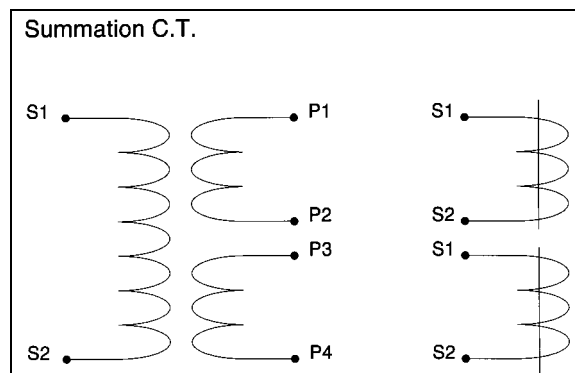 Summation C.T.
S1 P1 S1
P2 S2
P3 S1
S2 P4 S2